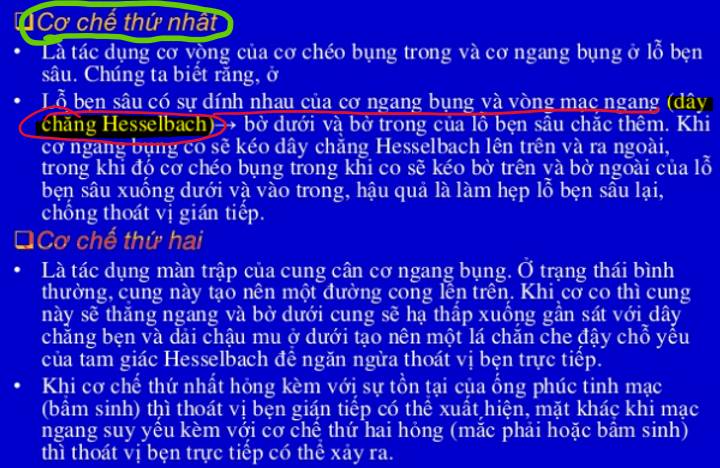 Cơ chế thứ nhất
• Là tác dụng cơ vòng của cơ chéo bụng trong và cơ ngang bụng ở lỗ bẹn
sâu. Chúng ta biết rằng, ở
• Lỗ bẹn sâu có sự dính nhau của cơ ngang bụng và vòng mạc ngang (dây
chằng Hesselbach)→ bờ dưới và bờ trong của lỗ bẹn sâu chắc thêm. Khi
cơ ngang bụng co sẽ kéo dây chằng Hesselbach lên trên và ra ngoài,
trong khi đó cơ chéo bụng trong khi co sẽ kéo bờ trên và bờ ngoài của lỗ
bẹn sâu xuống dưới và vào trong, hậu quả là làm hẹp lỗ bẹn sâu lại,
chống thoát vị gián tiếp.
Cơ chế thứ hai
• Là tác dụng màn trập của cung cân cơ ngang bụng. Ở trạng thái bình
thường, cung này tạo nên một đường cong lên trên. Khi cơ co thì cung
này sẽ thẳng ngang và bờ dưới cung sẽ hạ thấp xuống gần sát với dây
chằng bẹn và dải chậu mu ở dưới tạo nên một lá chắn che đậy chỗ yếu
của tam giác Hesselbach để ngăn ngừa thoát vị bẹn trực tiếp.
• Khi cơ chế thứ nhất hỏng kèm với sự tồn tại của ống phúc tinh mạc
(bẩm sinh) thì thoát vị bẹn gián tiếp có thể xuất hiện, mặt khác khi mạc
ngang suy yếu kèm với cơ chế thứ hai hỏng (mắc phải hoặc bẩm sinh)
thì thoát vị bẹn trực tiếp có thể xảy ra.